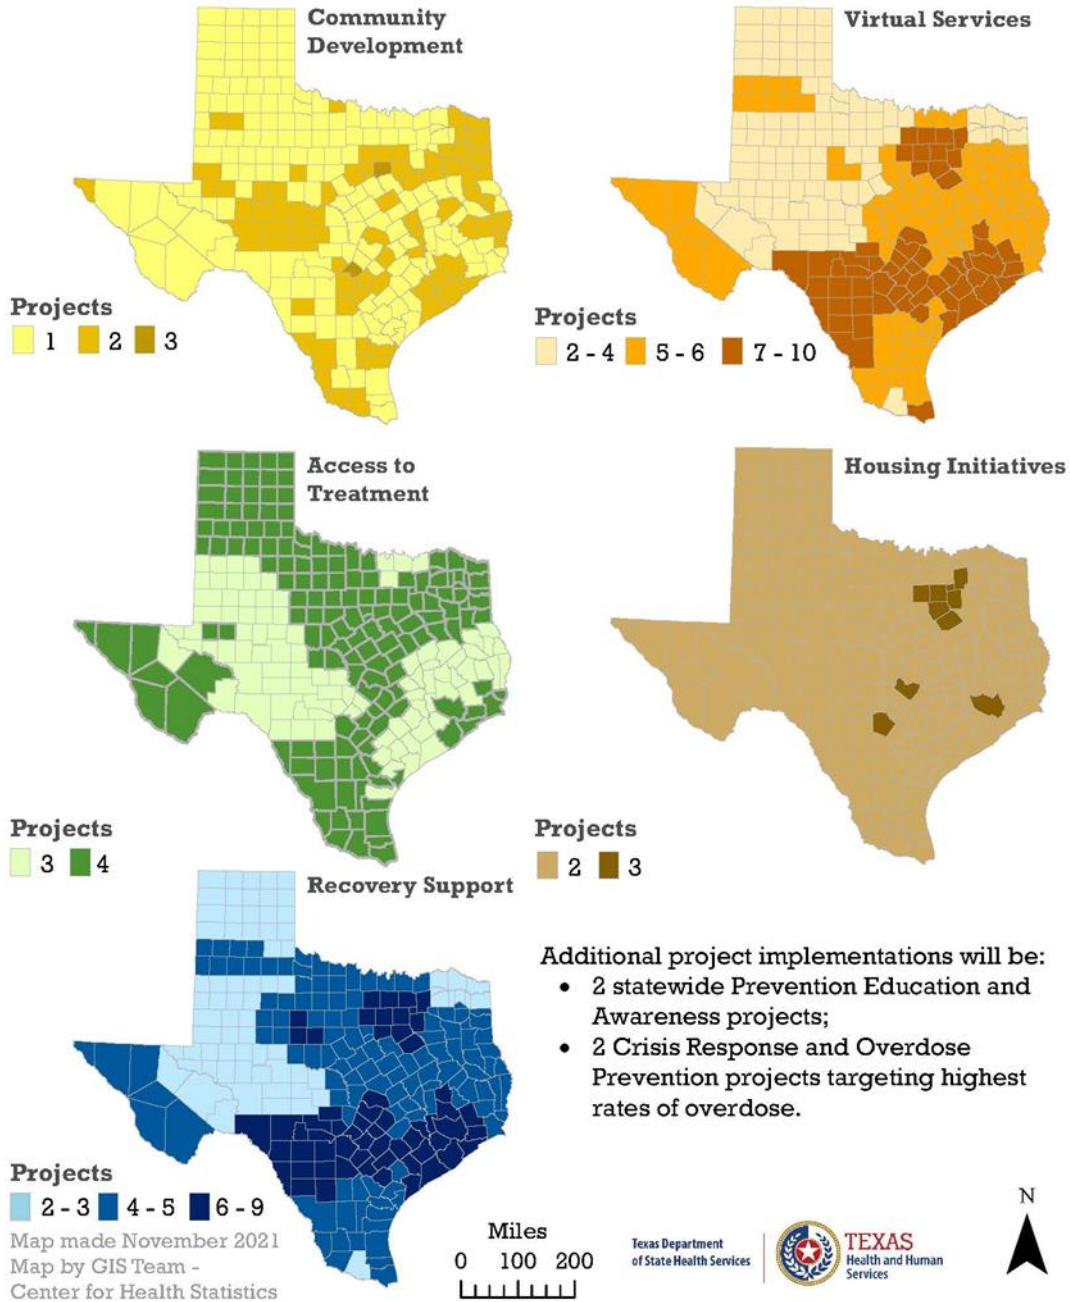 Community
Development
Projects
1 2 3
Virtual Services
Projects
2 - 4 5 - 6 7 - 10
Access to
Treatment
Projects
3 4
Housing Initiatives
Projects
2 3
Recovery Support
Projects
2 - 3 4 - 5 6 - 9
Map made November 2021
Map by GIS Team -
Center for Health Statistics
Additional project implementations will be:
• 2 statewide Prevention Education and
Awareness projects;
• 2 Crisis Response and Overdose
Prevention projects targeting highest
rates of overdose.
Miles
0 100 200
Texas Department
of State Health Services
TEXAS
Health and Human
Services
N